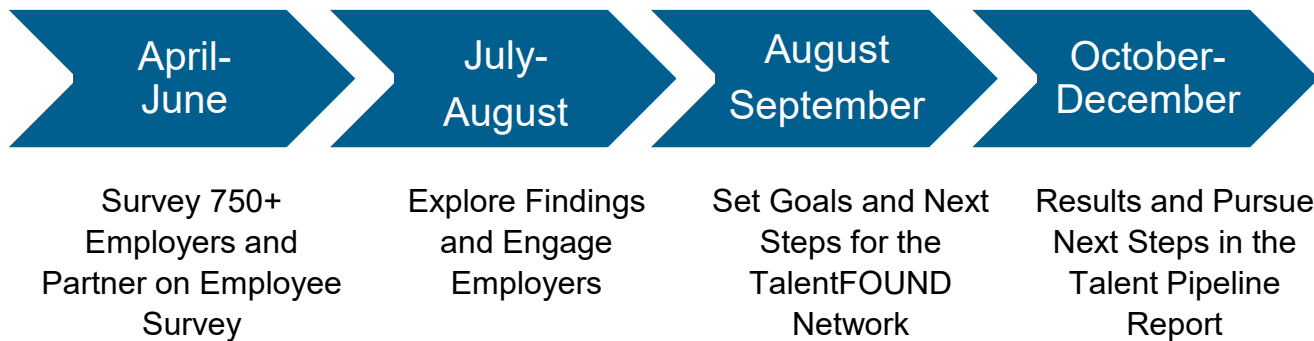 April-
June
July-
August
August
September
October-
December
Survey 750+
Employers and
Partner on Employee
Survey
Explore Findings
and Engage
Employers
Set Goals and Next
Steps for the
TalentFOUND
Network
Results and Pursue
Next Steps in the
Talent Pipeline
Report